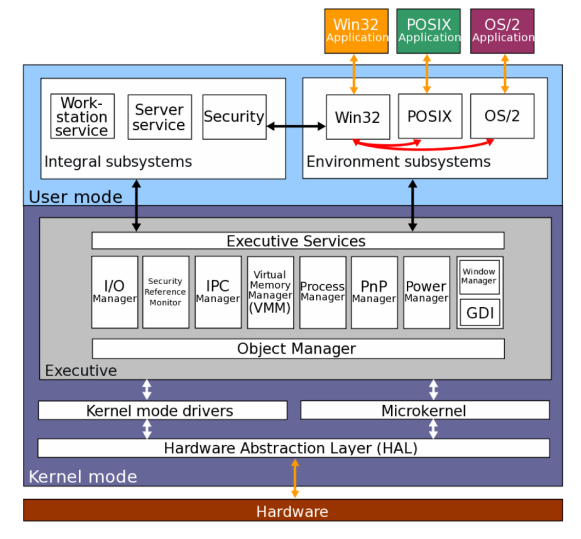 Win32
Application
POSIX
Application
OS/2
Application
Work-
station
service
Server
service
Security
Integral subsystems
Win32
POSIX
OS/2
Environment subsystems
User mode
Executive Services
I/O
Manager
Security
Reference
Monitor
IPC
Manager
Virtual
Memory
Manager
(VMM)
Process
Manager
PnP
Manager
Power
Manager
Window
Manager
GDI
Object Manager
Executive
Kernel mode drivers
Microkernel
Hardware Abstraction Layer (HAL)
Kernel mode
Hardware